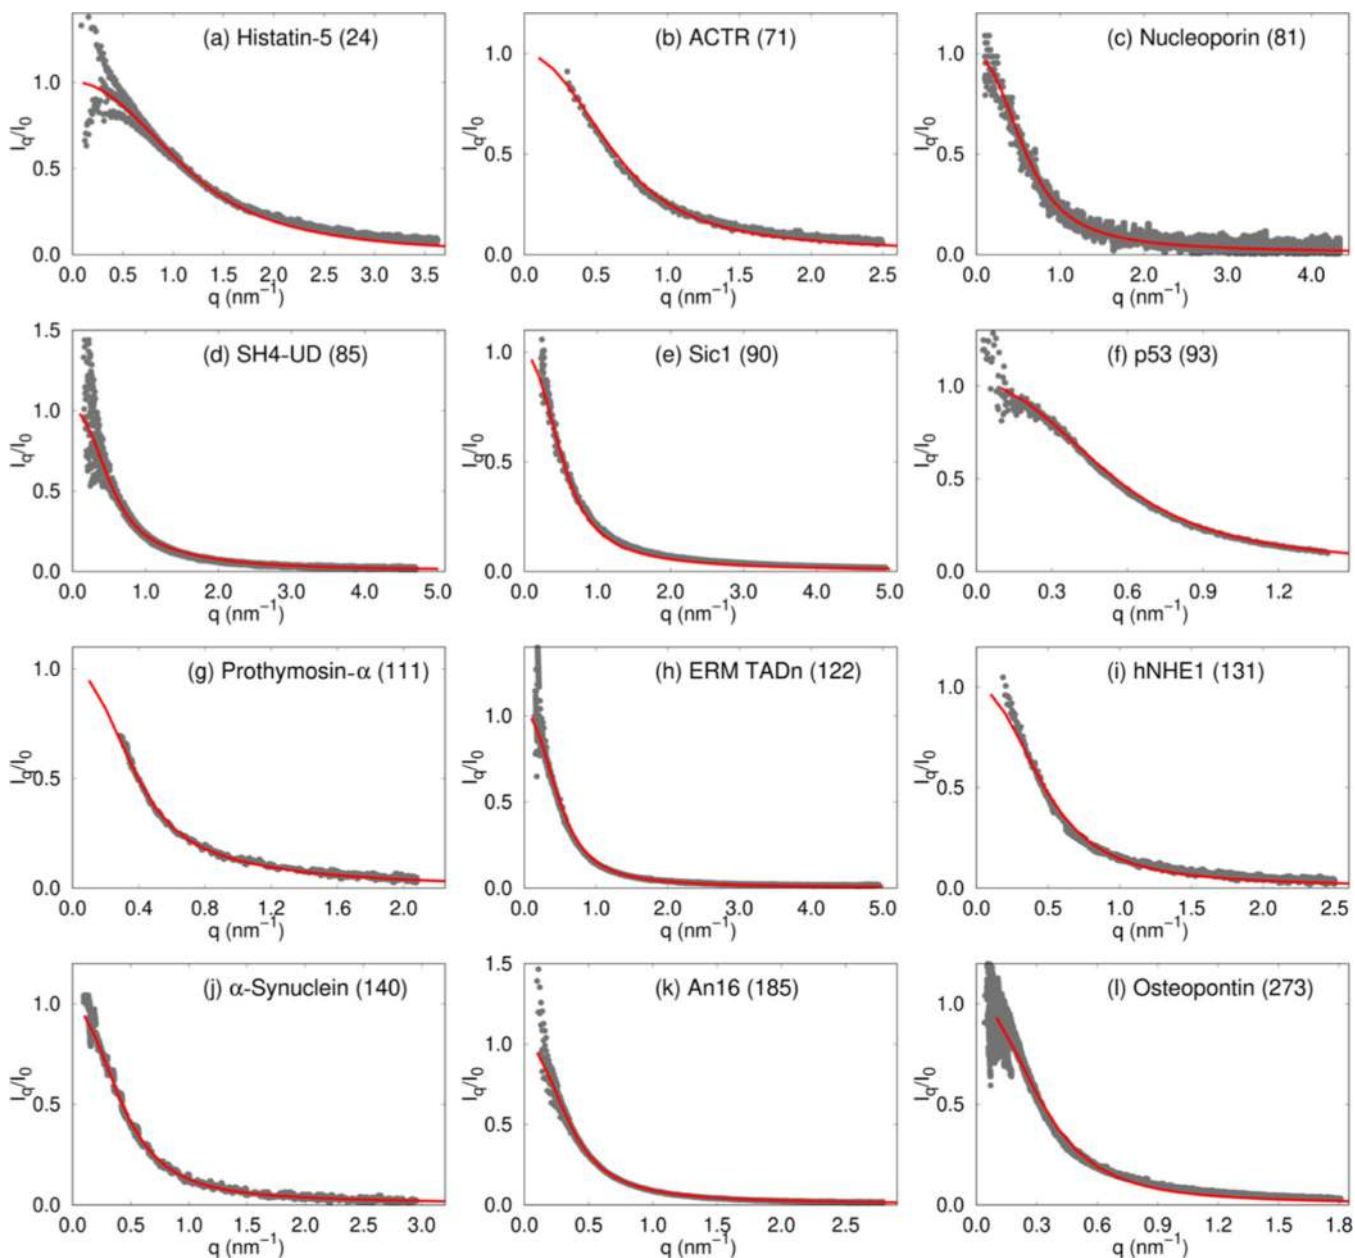 (a) Histatin-5 (24)
1.0
0.5
0.0
I_q/I_0
0.0 0.5 1.0 1.5 2.0 2.5 3.0 3.5
q (nm⁻¹)
(b) ACTR (71)
1.0
0.5
0.0
I_q/I_0
0.0 0.5 1.0 1.5 2.0 2.5
q (nm⁻¹)
(c) Nucleoporin (81)
1.0
0.5
0.0
I_q/I_0
0.0 1.0 2.0 3.0 4.0
q (nm⁻¹)
(d) SH4-UD (85)
1.5
1.0
0.5
0.0
I_q/I_0
0.0 1.0 2.0 3.0 4.0 5.0
q (nm⁻¹)
(e) Sic1 (90)
1.0
0.5
0.0
I_q/I_0
0.0 1.0 2.0 3.0 4.0 5.0
q (nm⁻¹)
(f) p53 (93)
1.0
0.5
0.0
I_q/I_0
0.0 0.3 0.6 0.9 1.2
q (nm⁻¹)
(g) Prothymosin-α (111)
1.0
0.5
0.0
I_q/I_0
0.0 0.4 0.8 1.2 1.6 2.0
q (nm⁻¹)
(h) ERM TADn (122)
1.0
0.5
0.0
I_q/I_0
0.0 1.0 2.0 3.0 4.0 5.0
q (nm⁻¹)
(i) hNHE1 (131)
1.0
0.5
0.0
I_q/I_0
0.0 0.5 1.0 1.5 2.0 2.5
q (nm⁻¹)
(j) α-Synuclein (140)
1.0
0.5
0.0
I_q/I_0
0.0 0.5 1.0 1.5 2.0 2.5 3.0
q (nm⁻¹)
(k) An16 (185)
1.5
1.0
0.5
0.0
I_q/I_0
0.0 0.5 1.0 1.5 2.0 2.5
q (nm⁻¹)
(l) Osteopontin (273)
1.0
0.5
0.0
I_q/I_0
0.0 0.3 0.6 0.9 1.2 1.5 1.8
q (nm⁻¹)